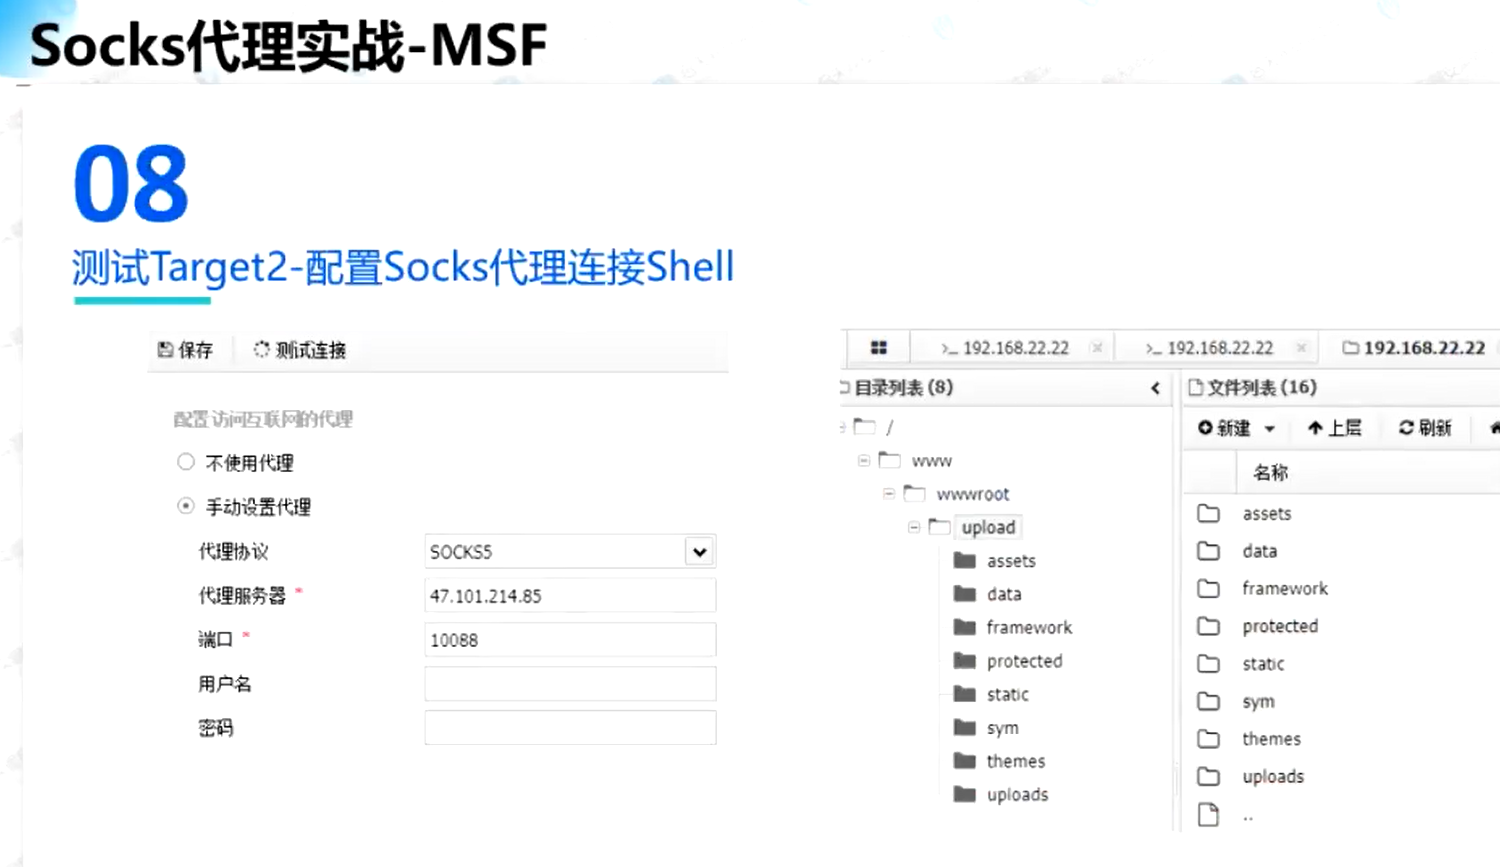 Socks代理实战-MSF
08
测试Target2-配置Socks代理连接Shell
保存 测试连接
配置访问互联网的代理
不使用代理
手动设置代理
代理协议 SOCKS5
代理服务器 * 47.101.214.85
端口 * 10088
用户名
密码
>_ 192.168.22.22 × >_ 192.168.22.22 × 192.168.22.22
目录列表 (8) <
/
www
wwwroot
upload
assets
data
framework
protected
static
sym
themes
uploads
文件列表 (16)
新建 上层 刷新
名称
assets
data
framework
protected
static
sym
themes
uploads
..